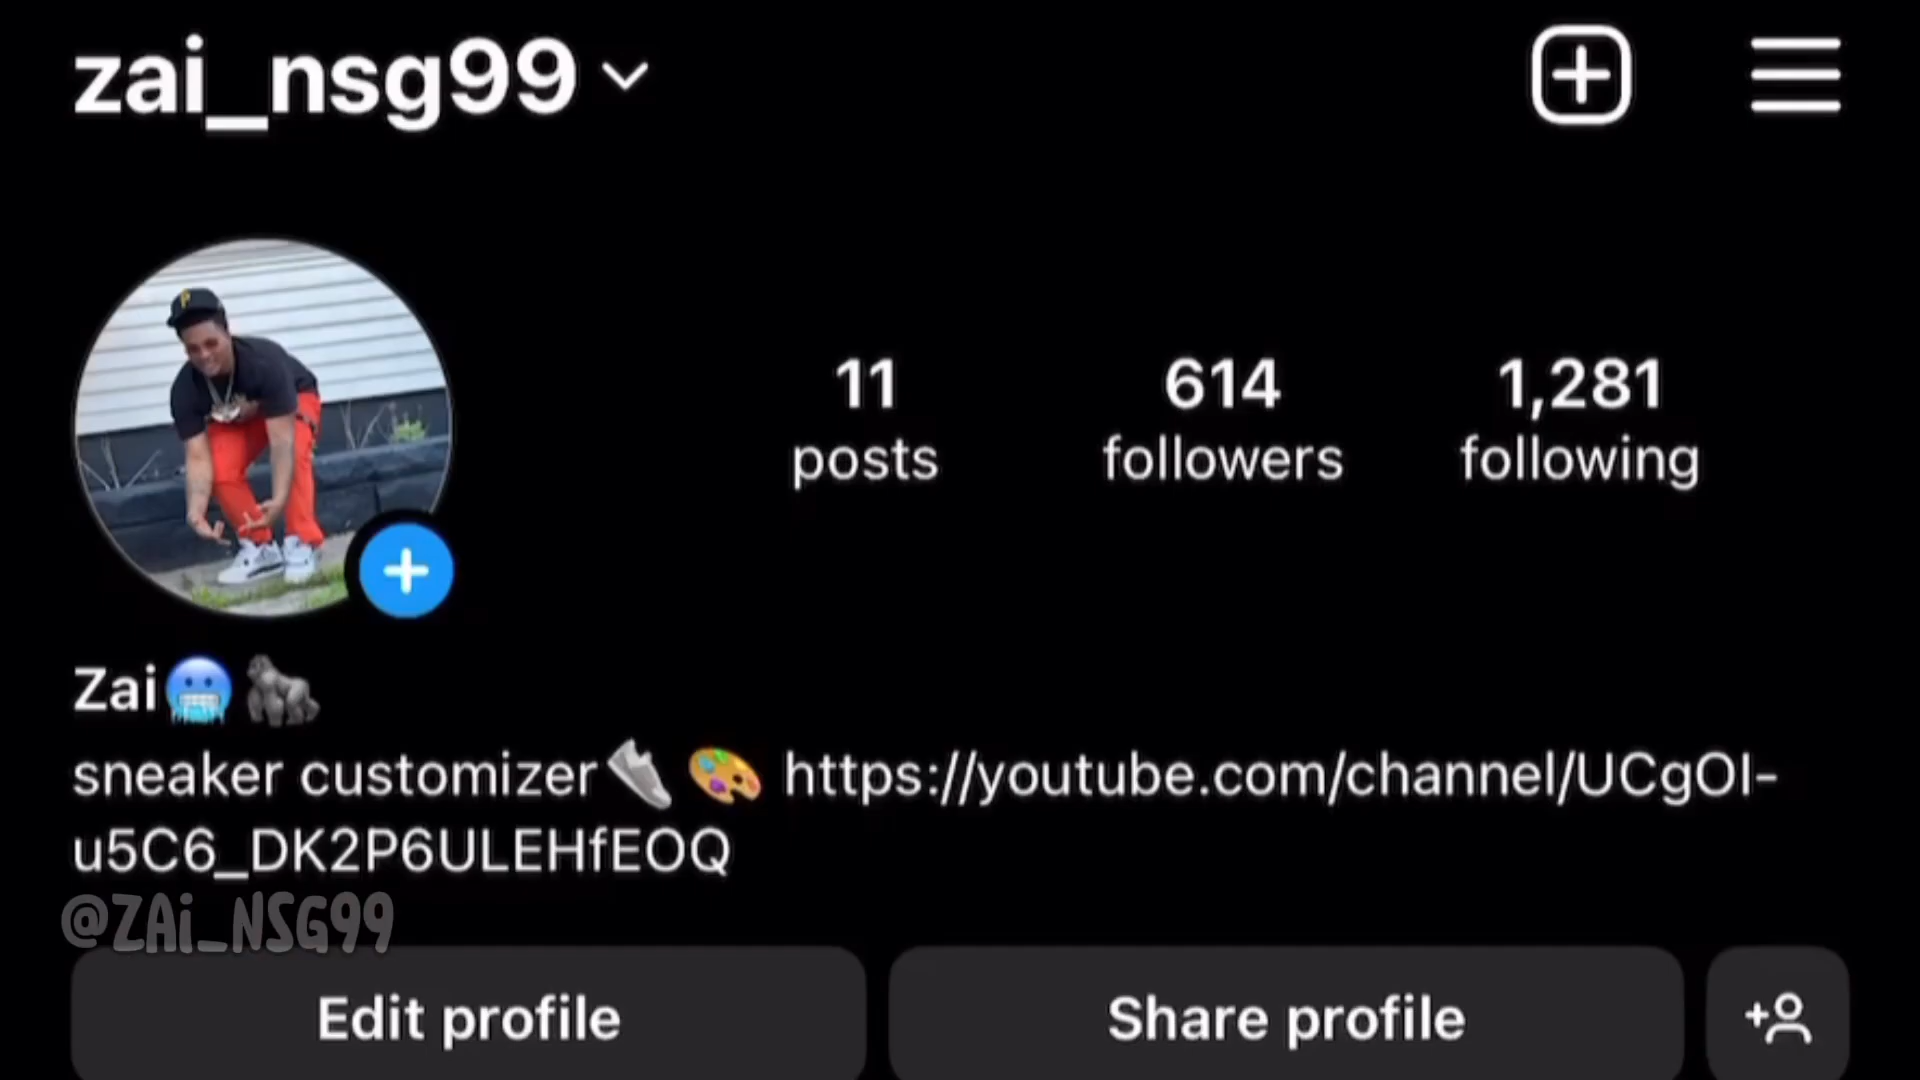 zai_nsg99
P
11 614 1,281
posts followers following
Zai🥶🦍
sneaker customizer👟🎨 https://youtube.com/channel/UCgOI-
u5C6_DK2P6ULEHfEOQ
@ZAi_NSG99
Edit profile Share profile